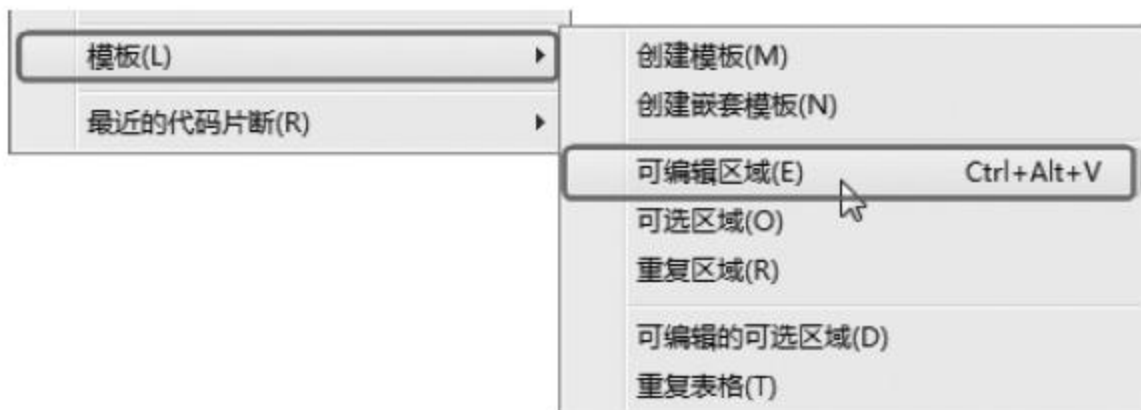 模板(L)
最近的代码片断(R)
创建模板(M)
创建嵌套模板(N)
可编辑区域(E) Ctrl+Alt+V
可选区域(O)
重复区域(R)
可编辑的可选区域(D)
重复表格(T)